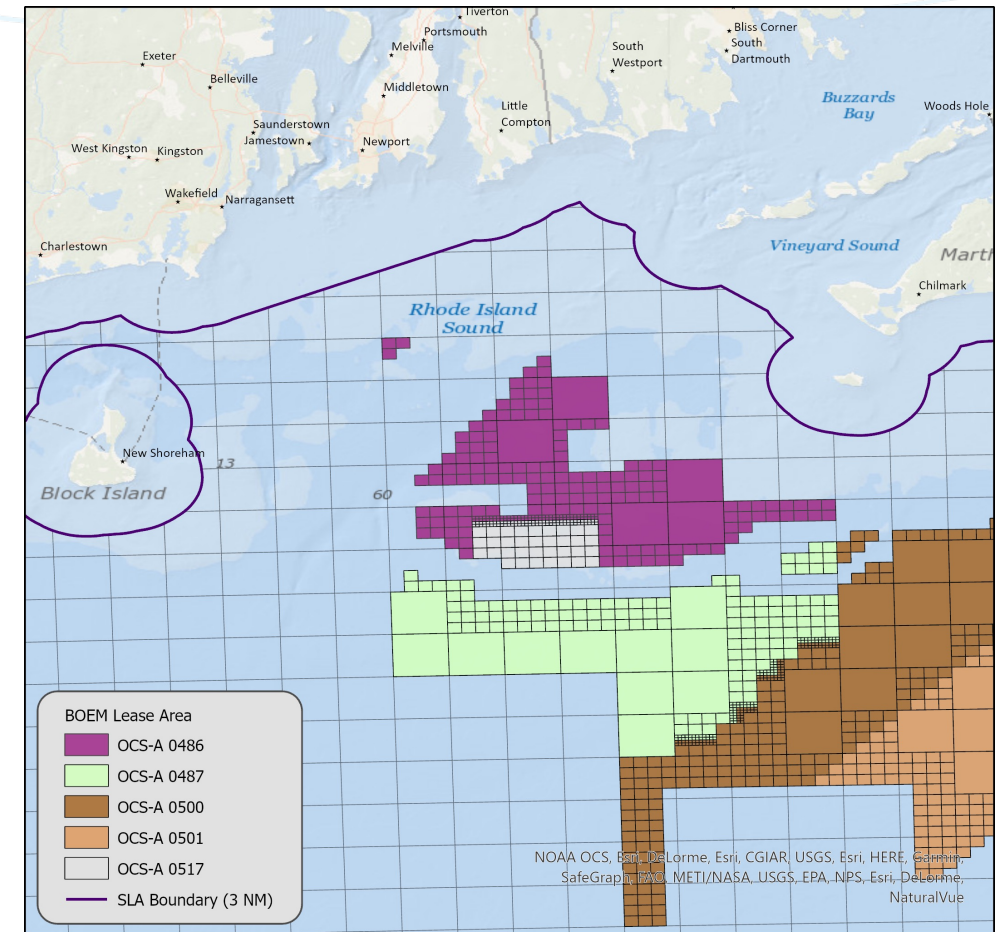 Tiverton
Portsmouth
Bliss Corner
Melville
South
Westport
South
Dartmouth
Exeter
Belleville
Middletown
Buzzards
Bay
Woods Hole
Little
Compton
Saunderstown
Jamestown
Newport
West Kingston
Kingston
Wakefield
Narragansett
Charlestown
Vineyard Sound
Marth
Chilmark
Rhode Island
Sound
New Shoreham
13
Block Island
60
BOEM Lease Area
OCS-A 0486
OCS-A 0487
OCS-A 0500
OCS-A 0501
OCS-A 0517
SLA Boundary (3 NM)
NOAA OCS, Esri, DeLorme, Esri, CGIAR, USGS, Esri, HERE, Garmin,
SafeGraph, FAO, METI/NASA, USGS, EPA, NPS, Esri, DeLorme,
NaturalVue